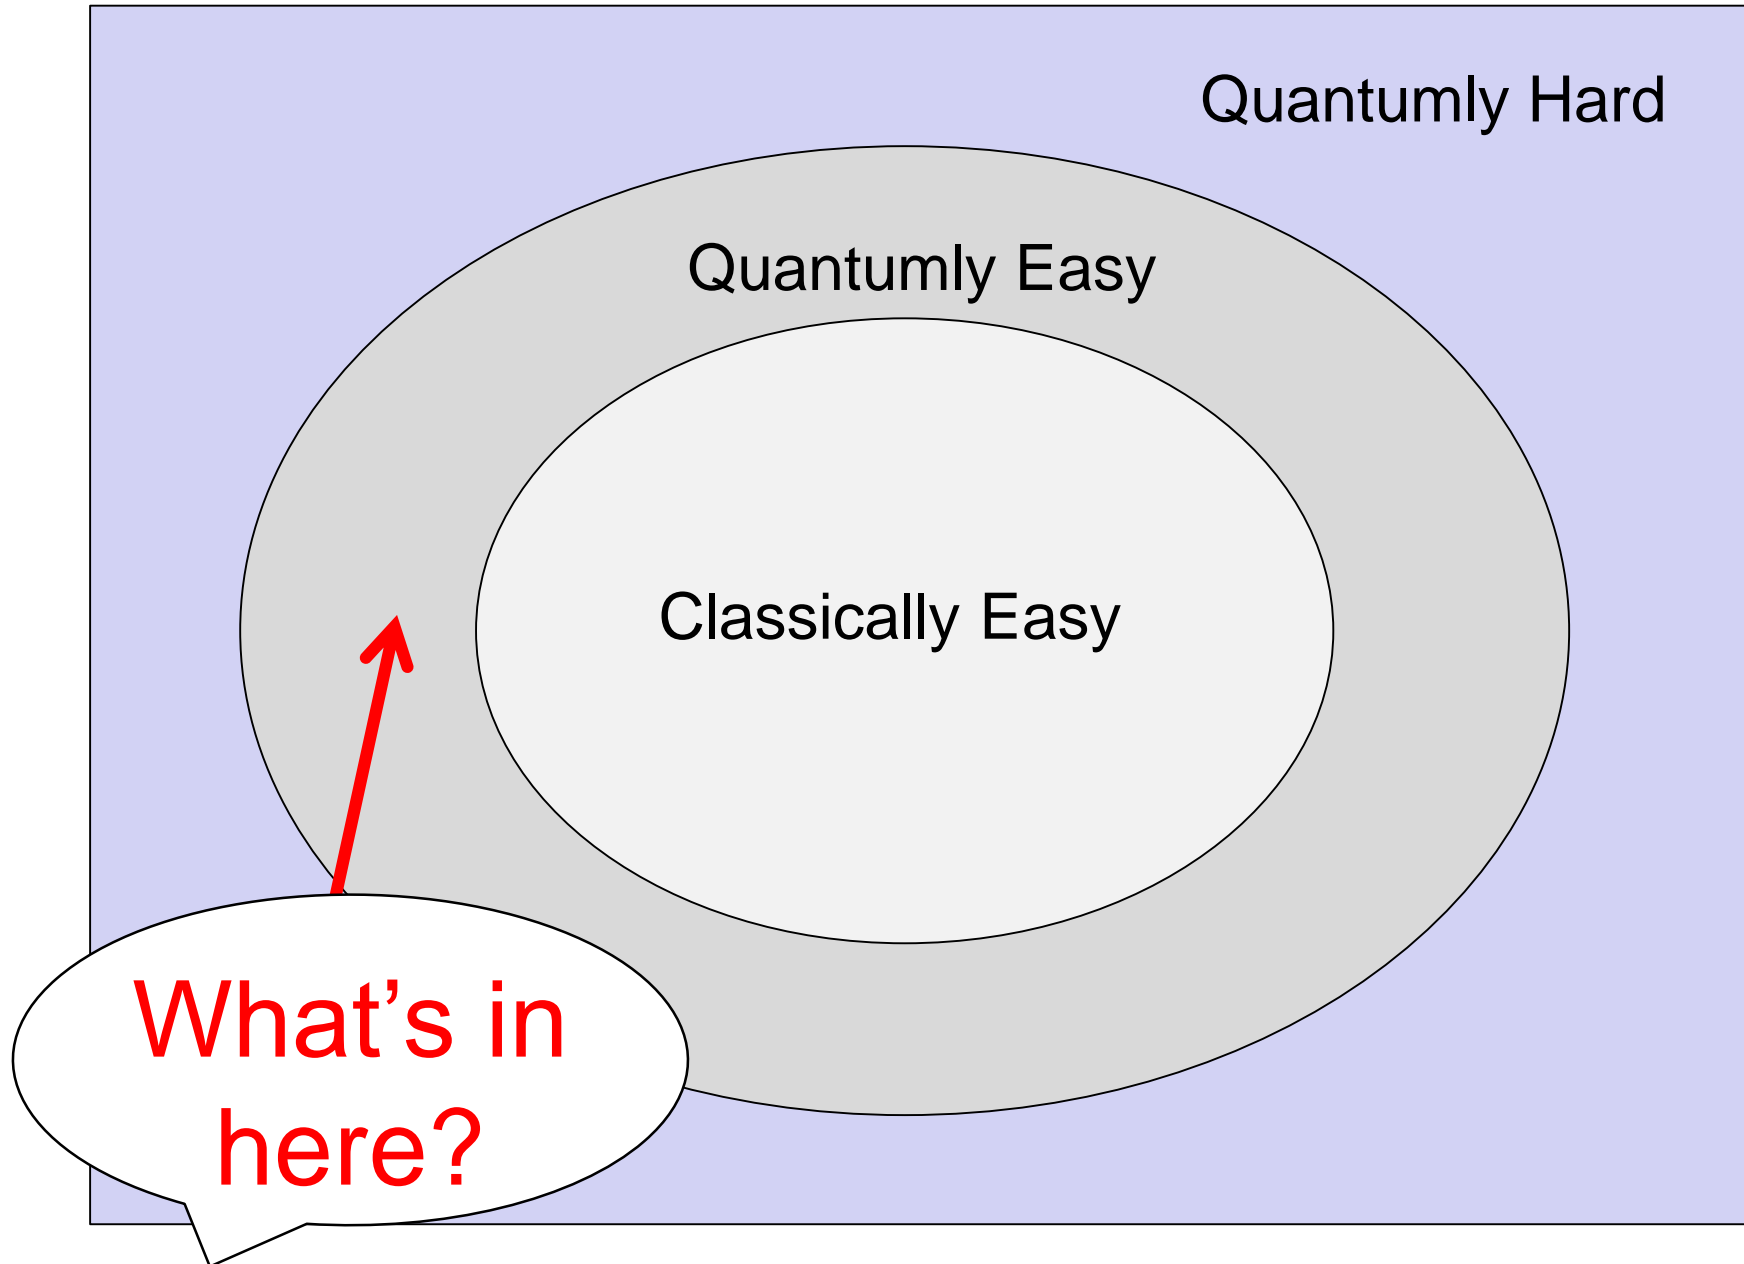 Quantumly Hard
Quantumly Easy
Classically Easy
What’s in
here?